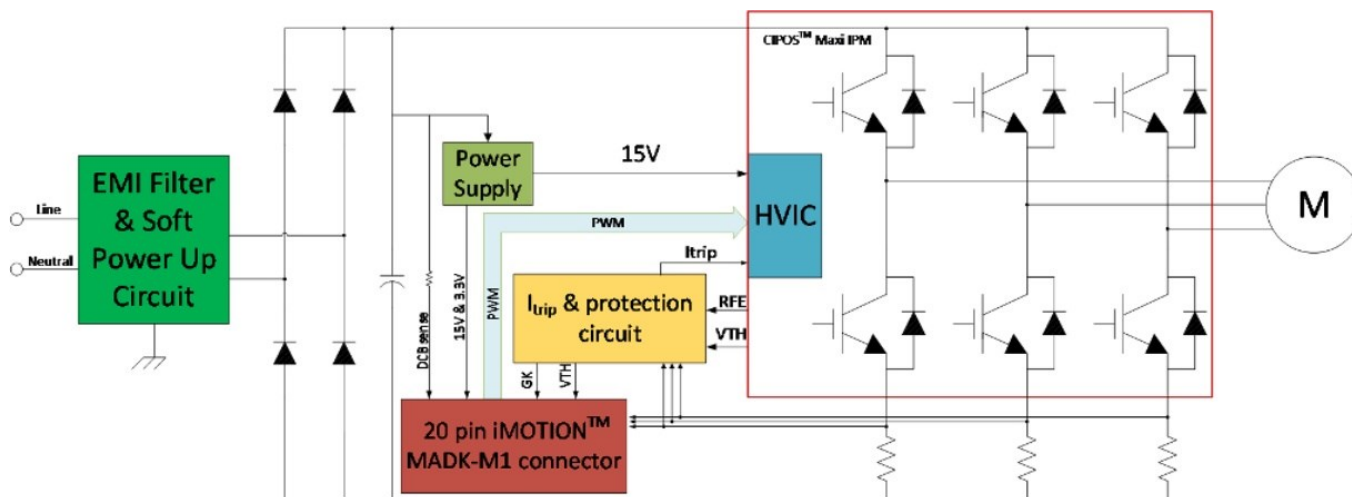 CIPOS™ Maxi IPM
EMI Filter
& Soft
Power Up
Circuit
Line
Neutral
Power
Supply
15V
HVIC
PWM
Itrip
M
DCB sense
15V & 3.3V
PWM
Itrip & protection
circuit
RFE
VTH
GK
VTH
20 pin iMOTION™
MADK-M1 connector